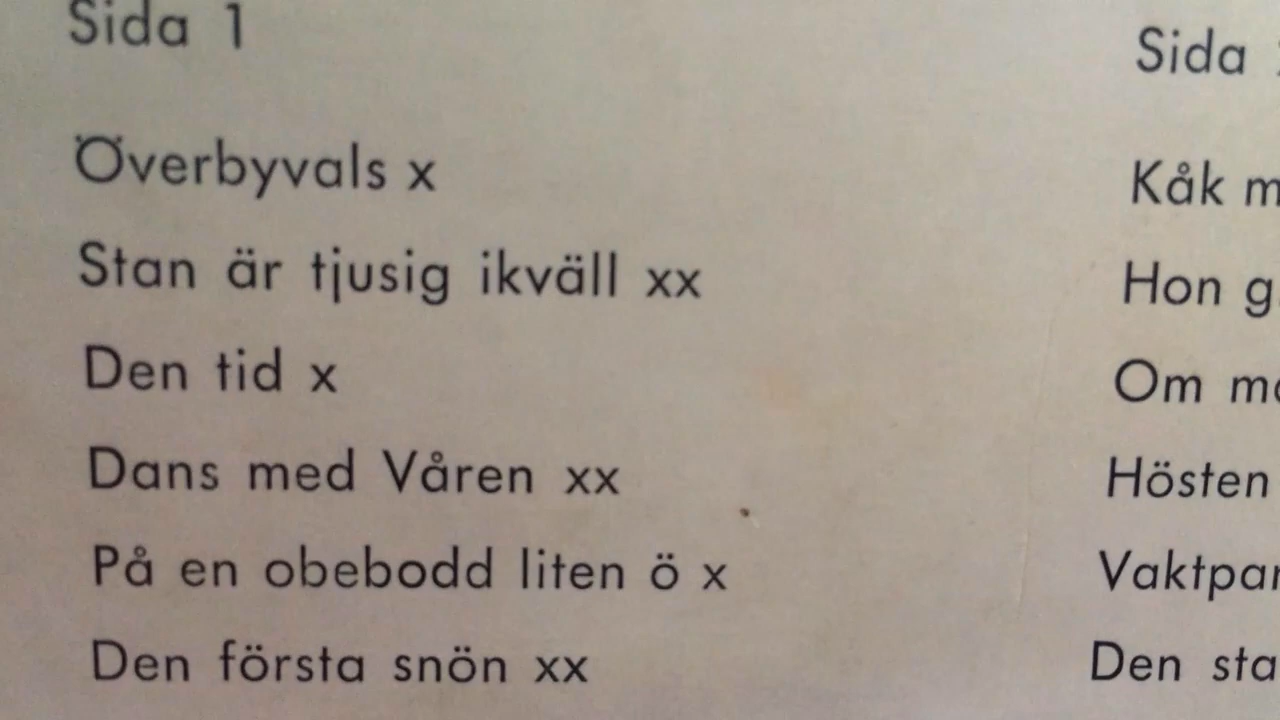 Sida 1
Överbyvals x
Stan är tjusig ikväll xx
Den tid x
Dans med Våren xx
På en obebodd liten ö x
Den första snön xx
Sida
Kåk
Hon
Om
Hösten
Den